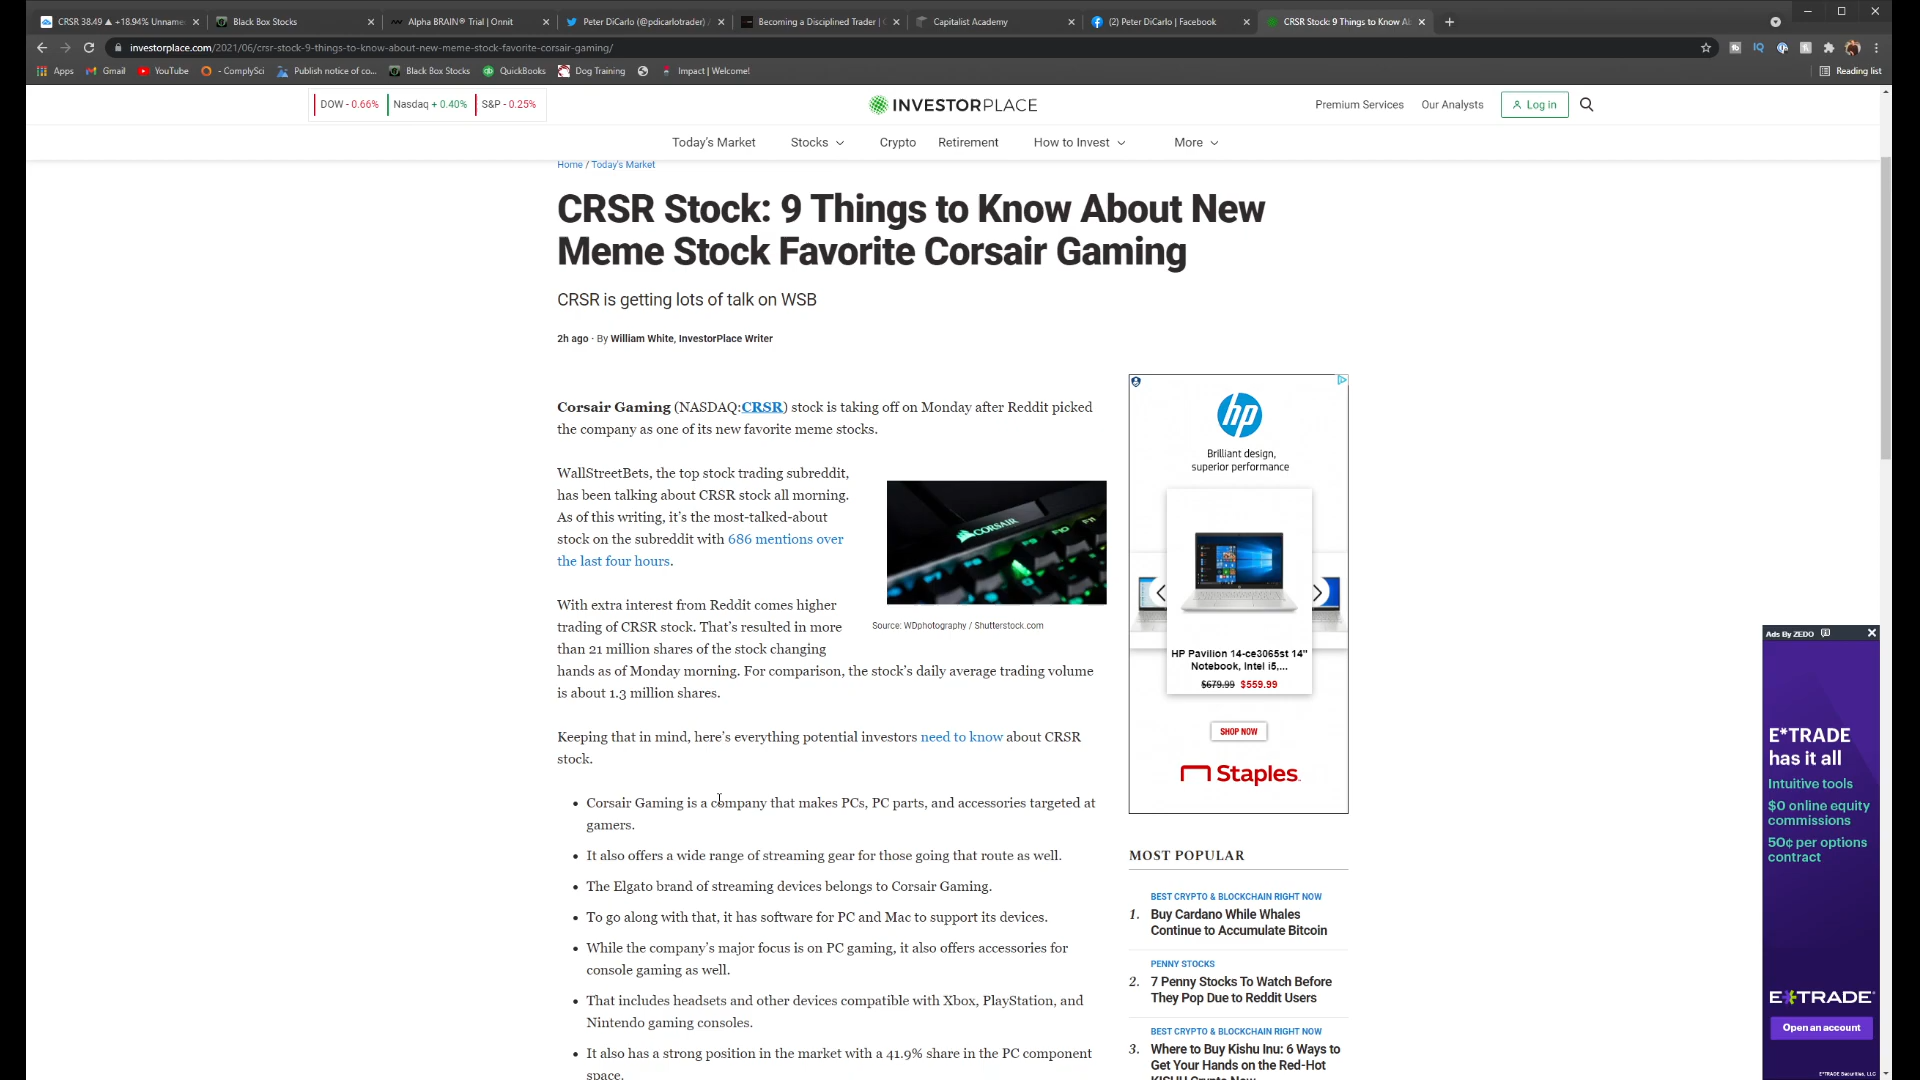 CRSR 38.49 ▲ +18.94% Unname
Black Box Stocks
Alpha BRAIN® Trial | Onnit
Peter DiCarlo (@pdicarlotrader) /
Becoming a Disciplined Trader |
Capitalist Academy
(2) Peter DiCarlo | Facebook
CRSR Stock: 9 Things to Know A
investorplace.com/2021/06/crsr-stock-9-things-to-know-about-new-meme-stock-favorite-corsair-gaming/
Apps
Gmail
YouTube
- ComplySci
Publish notice of co...
Black Box Stocks
QuickBooks
Dog Training
Impact | Welcome!
Reading list
DOW - 0.66%
Nasdaq + 0.40%
S&P - 0.25%
INVESTORPLACE
Premium Services
Our Analysts
Log in
Today's Market
Stocks
Crypto
Retirement
How to Invest
More
Home / Today's Market
CRSR Stock: 9 Things to Know About New
Meme Stock Favorite Corsair Gaming
CRSR is getting lots of talk on WSB
2h ago · By William White, InvestorPlace Writer
Corsair Gaming (NASDAQ:CRSR) stock is taking off on Monday after Reddit picked
the company as one of its new favorite meme stocks.
WallStreetBets, the top stock trading subreddit,
has been talking about CRSR stock all morning.
As of this writing, it's the most-talked-about
stock on the subreddit with 686 mentions over
the last four hours.
CORSAIR
F10
F11
Source: WDphotography / Shutterstock.com
With extra interest from Reddit comes higher
trading of CRSR stock. That's resulted in more
than 21 million shares of the stock changing
hands as of Monday morning. For comparison, the stock's daily average trading volume
is about 1.3 million shares.
Keeping that in mind, here's everything potential investors need to know about CRSR
stock.
• Corsair Gaming is a company that makes PCs, PC parts, and accessories targeted at
gamers.
• It also offers a wide range of streaming gear for those going that route as well.
• The Elgato brand of streaming devices belongs to Corsair Gaming.
• To go along with that, it has software for PC and Mac to support its devices.
• While the company's major focus is on PC gaming, it also offers accessories for
console gaming as well.
• That includes headsets and other devices compatible with Xbox, PlayStation, and
Nintendo gaming consoles.
• It also has a strong position in the market with a 41.9% share in the PC component
space.
hp
Brilliant design,
superior performance
HP Pavilion 14-ce3065st 14"
Notebook, Intel i5,...
$679.99 $559.99
SHOP NOW
Staples.
MOST POPULAR
BEST CRYPTO & BLOCKCHAIN RIGHT NOW
1. Buy Cardano While Whales
Continue to Accumulate Bitcoin
PENNY STOCKS
2. 7 Penny Stocks To Watch Before
They Pop Due to Reddit Users
BEST CRYPTO & BLOCKCHAIN RIGHT NOW
3. Where to Buy Kishu Inu: 6 Ways to
Get Your Hands on the Red-Hot
KISHU Crypto Now
Ads By ZEDO
E*TRADE
has it all
Intuitive tools
$0 online equity
commissions
50¢ per options
contract
E*TRADE
Open an account
E*TRADE Securities, LLC